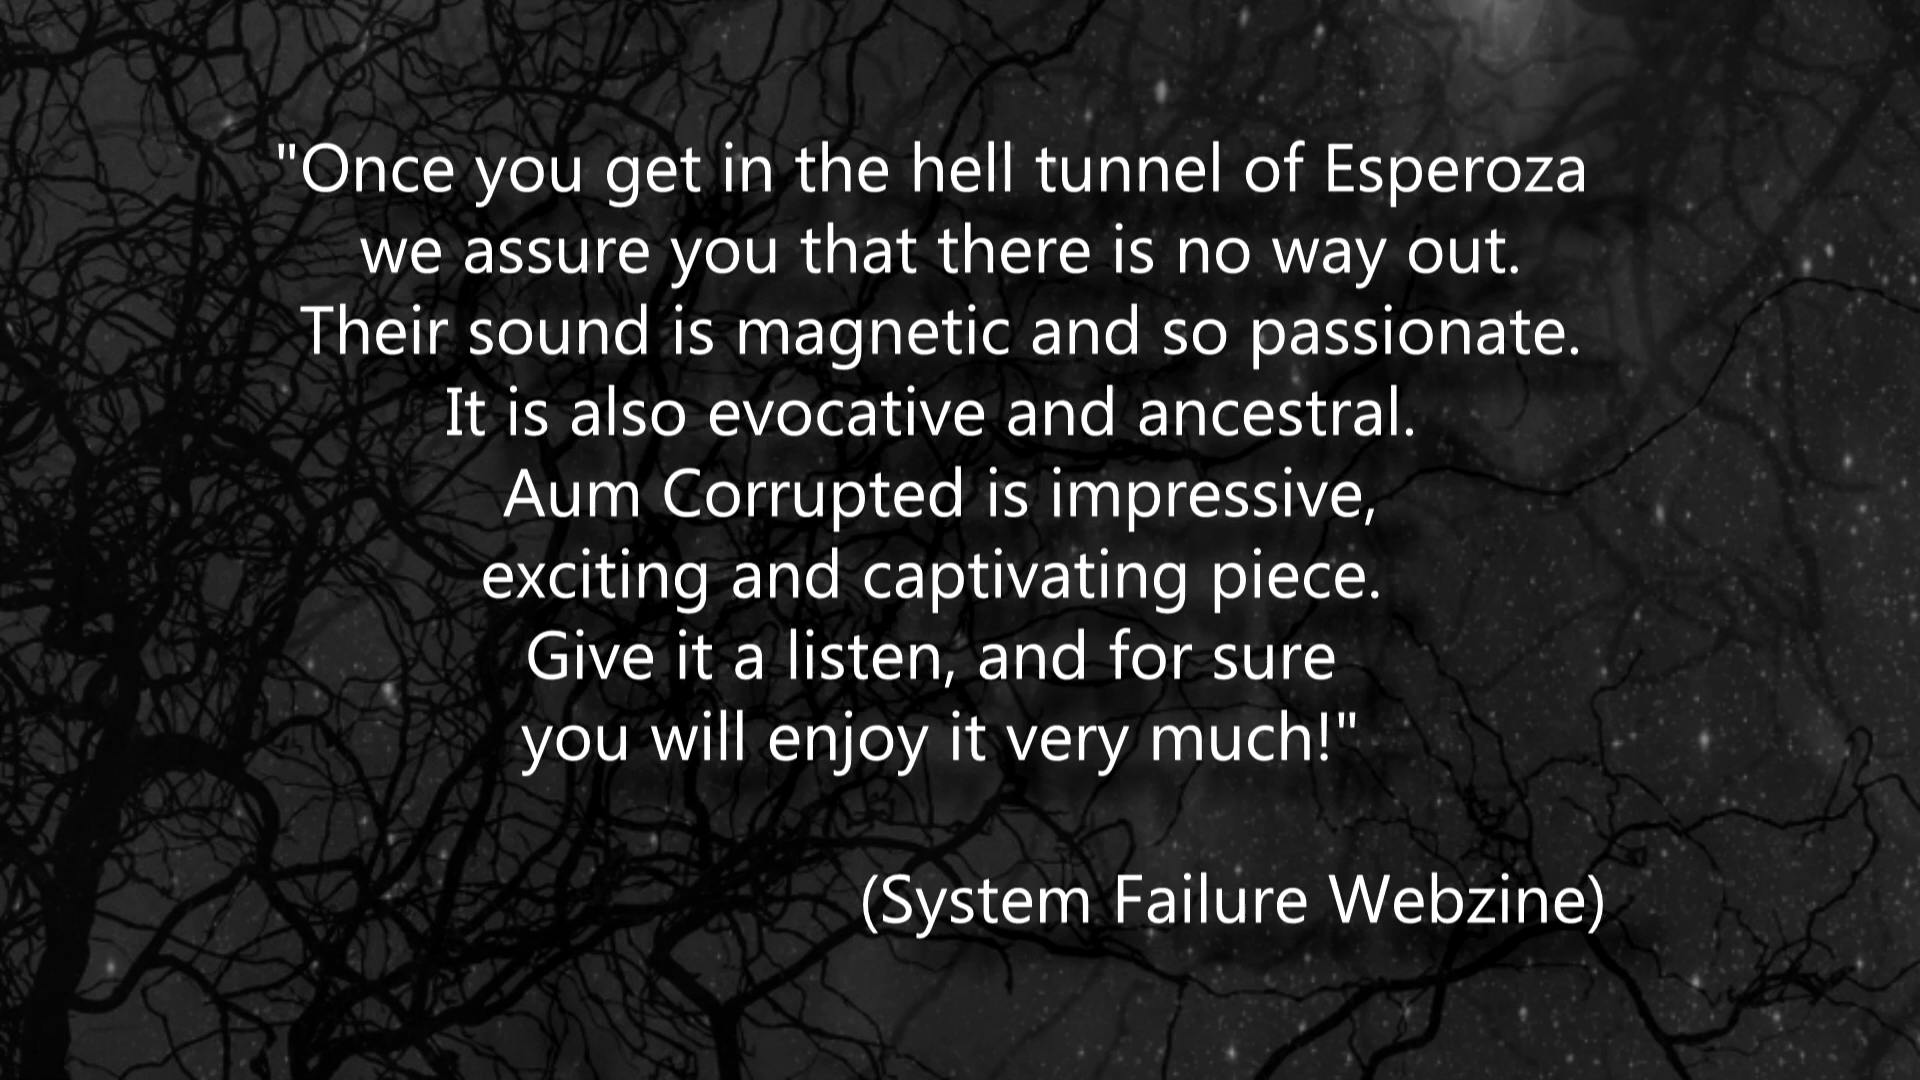 "Once you get in the hell tunnel of Esperoza
we assure you that there is no way out.
Their sound is magnetic and so passionate.
It is also evocative and ancestral.
Aum Corrupted is impressive,
exciting and captivating piece.
Give it a listen, and for sure
you will enjoy it very much!"
(System Failure Webzine)